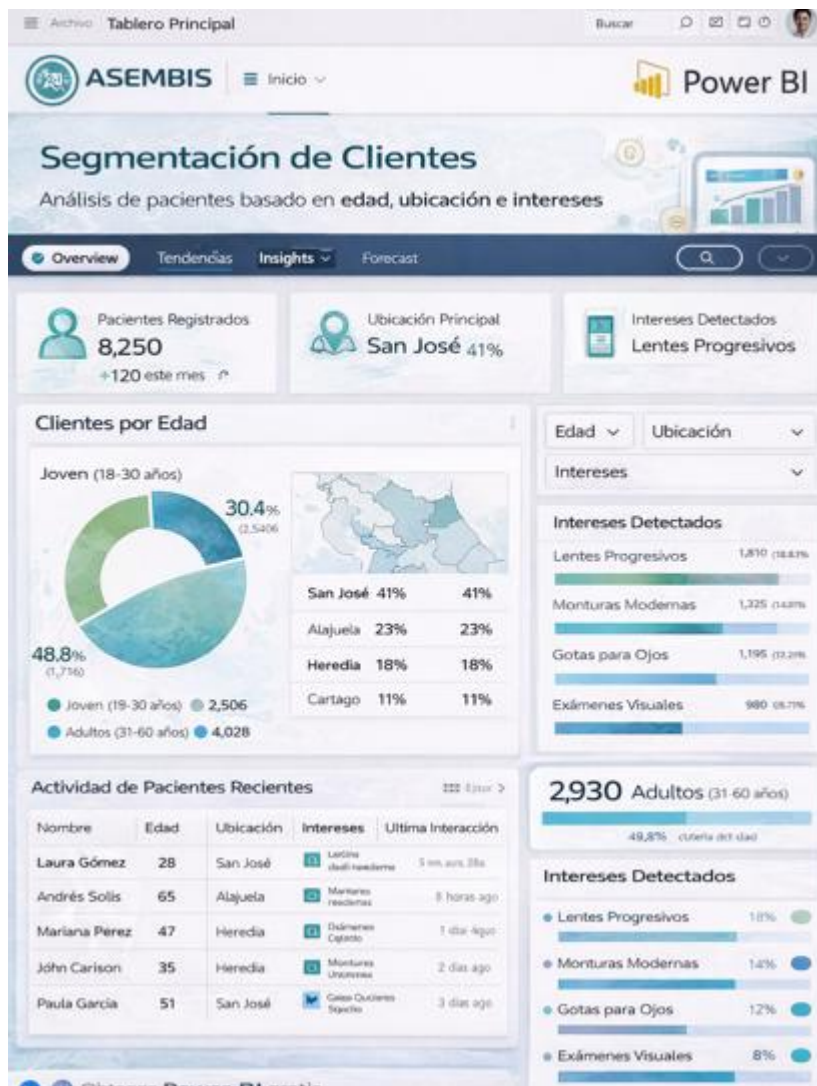 Archivo Tablero Principal Buscar
ASEMBIS Inicio Power BI
Segmentación de Clientes
Análisis de pacientes basado en edad, ubicación e intereses
Overview Tendencias Insights Forecast
Pacientes Registrados
8,250
+120 este mes
Ubicación Principal
San José 41%
Intereses Detectados
Lentes Progresivos
Clientes por Edad
Joven (18-30 años)
30.4%
(2,5406
48.8%
(1,716)
Joven (19-30 años) 2,506
Adultos (31-60 años) 4,028
San José 41% 41%
Alajuela 23% 23%
Heredia 18% 18%
Cartago 11% 11%
Edad Ubicación
Intereses
Intereses Detectados
Lentes Progresivos 1,810
Monturas Modernas 1,325
Gotas para Ojos 1,195
Exámenes Visuales 980
Actividad de Pacientes Recientes
Nombre Edad Ubicación Intereses Ultima Interacción
Laura Gómez 28 San José
Andrés Solis 65 Alajuela 8 horas ago
Mariana Perez 47 Heredia
Jóhn Carison 35 Heredia 2 dias ago
Paula Garcia 51 San José 3 dias ago
2,930 Adultos (31-60 años)
49,8%
Intereses Detectados
Lentes Progresivos 18%
Monturas Modernas 14%
Gotas para Ojos 12%
Exámenes Visuales 8%